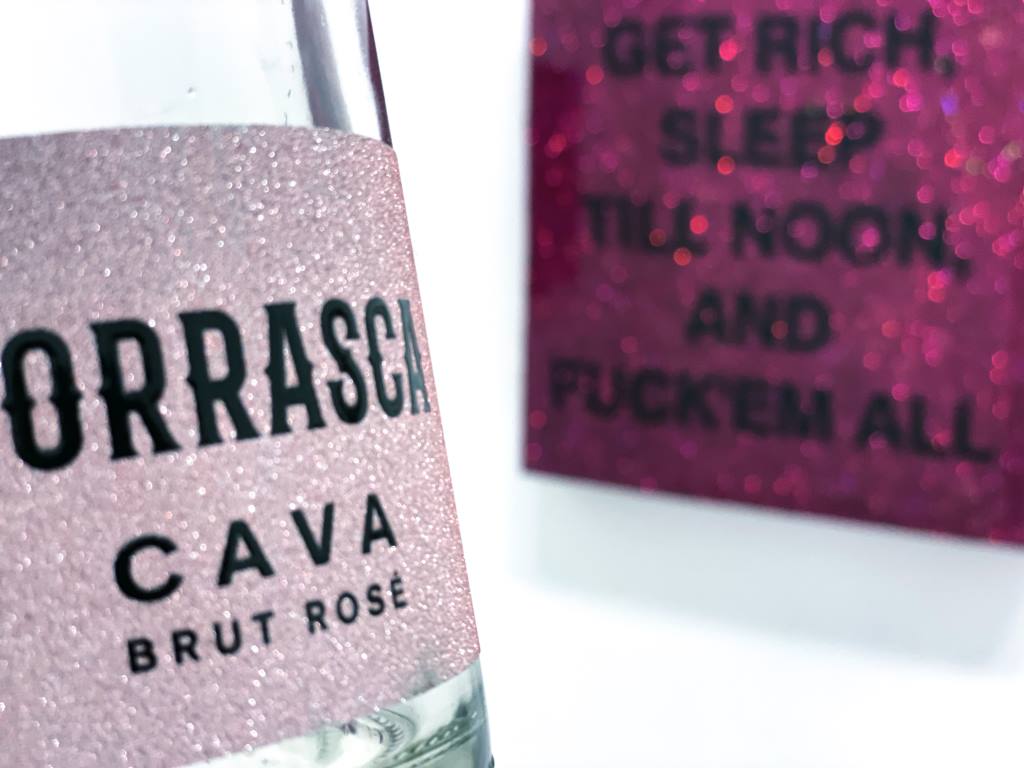 ORRASCA
CAVA
BRUT ROSÉ
GET RICH,
SLEEP
TILL NOON,
AND
FUCK'EM ALL